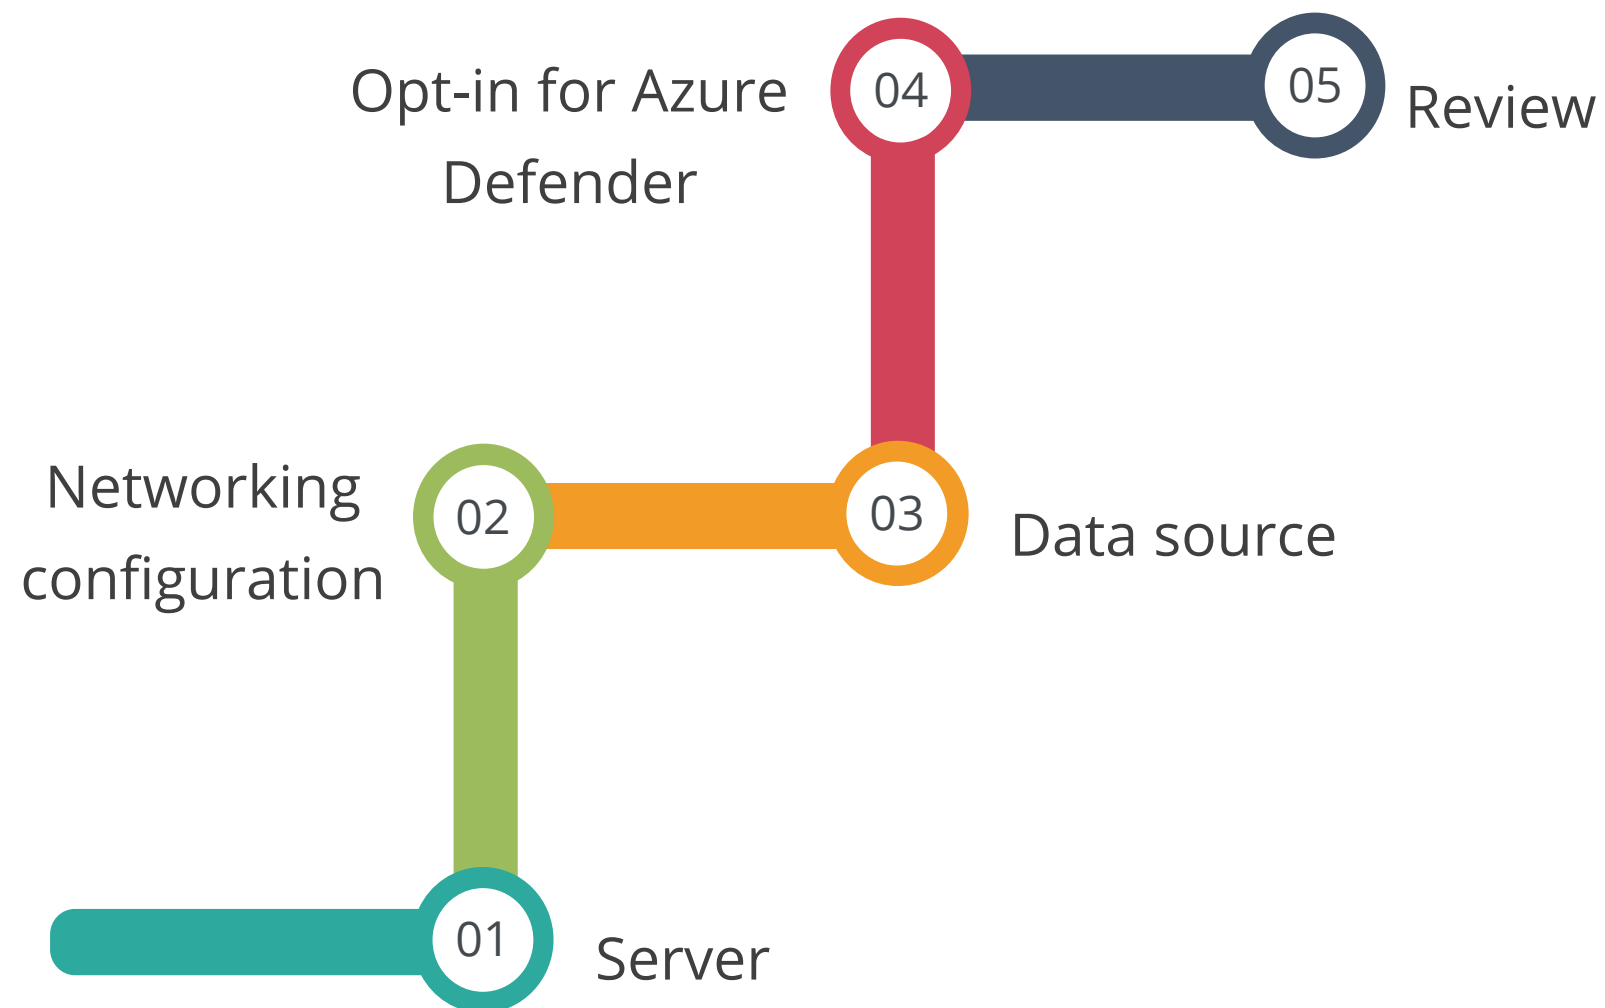 Opt-in for Azure
Defender
04
05
Review
Networking
configuration
02
03
Data source
01
Server